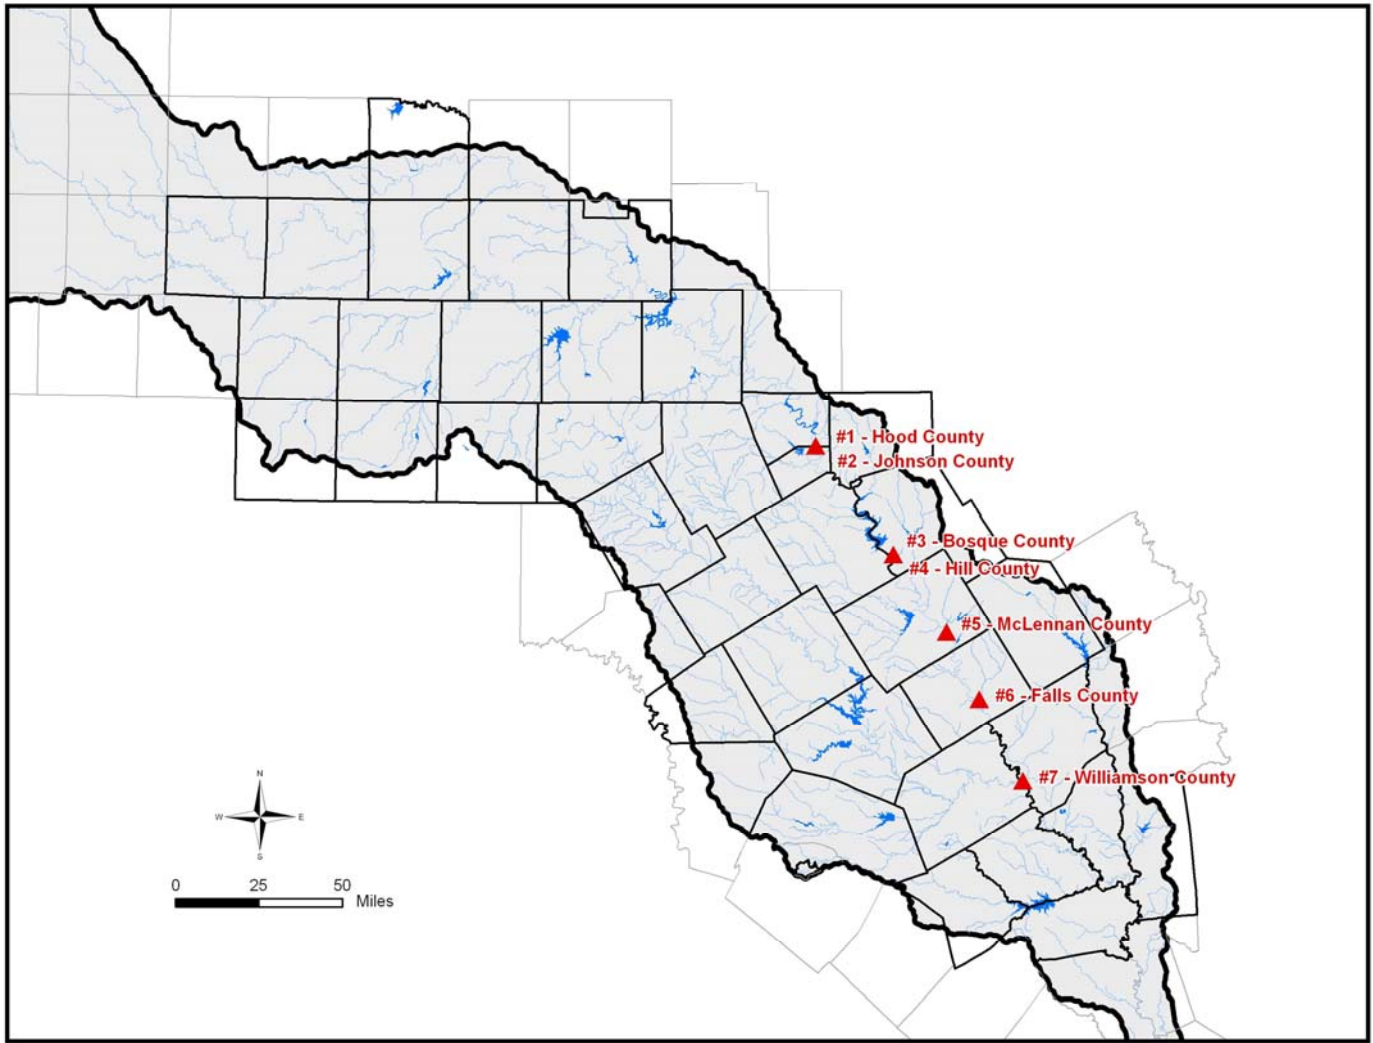 #1 - Hood County
#2 - Johnson County
#3 - Bosque County
#4 - Hill County
#5 - McLennan County
#6 - Falls County
#7 - Williamson County
N
W E
S
0 25 50
Miles